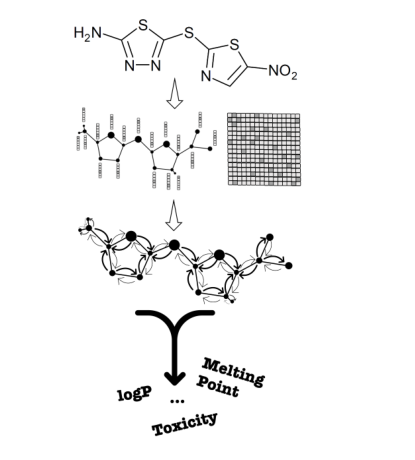 S
H₂N
S
S
N
N
N
NO₂
logP
...
Melting
Point
Toxicity